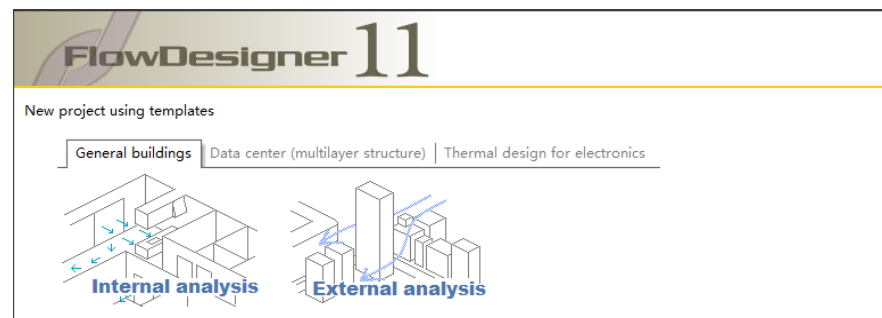 FlowDesigner 11
New project using templates
General buildings Data center (multilayer structure) Thermal design for electronics
Internal analysis External analysis